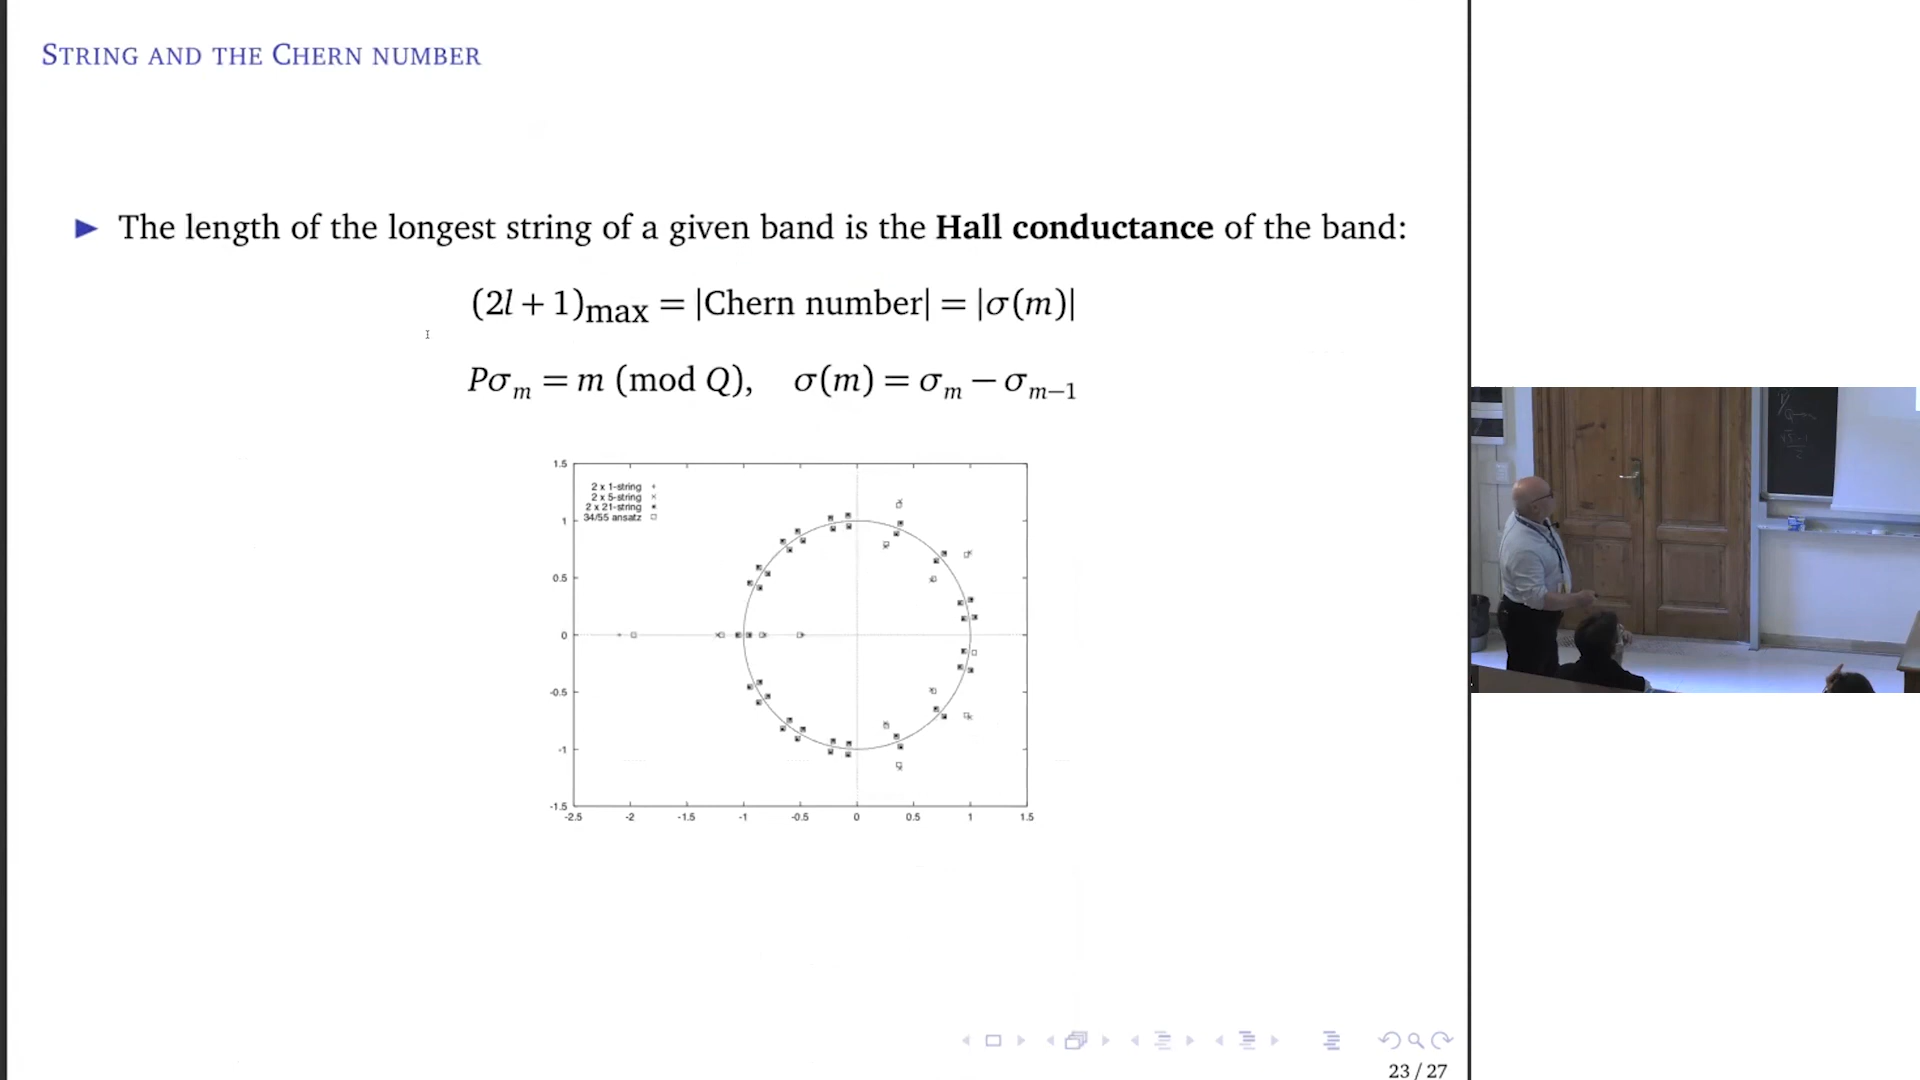 STRING AND THE CHERN NUMBER
► The length of the longest string of a given band is the Hall conductance of the band:
(2l + 1)max = |Chern number| = |σ(m)|
Pσm = m (mod Q), σ(m) = σm − σm−1
1.5
2 x 1-string
2 x 5-string
2 x 21-string
34/55 ansatz
1
0.5
0
-0.5
-1
-1.5
-2.5 -2 -1.5 -1 -0.5 0 0.5 1 1.5
23 / 27